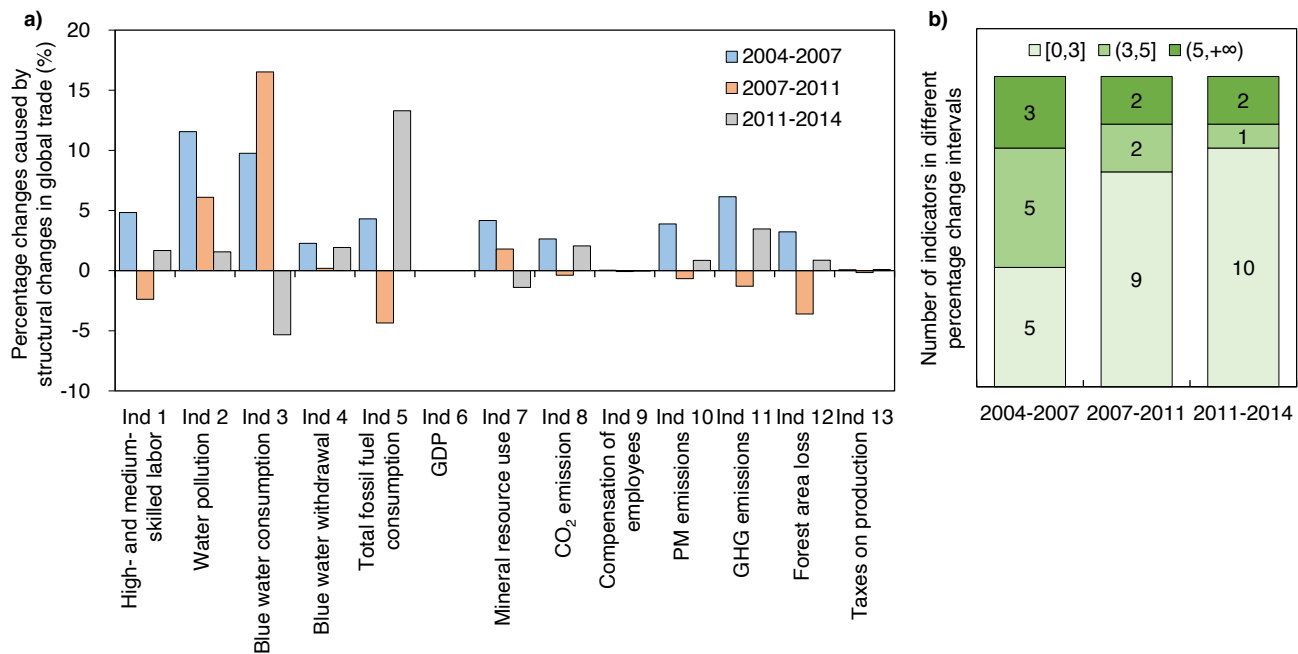 a)
Percentage changes caused by
structural changes in global trade (%)
20
15
10
5
0
-5
-10
2004-2007
2007-2011
2011-2014
Ind 1 Ind 2 Ind 3 Ind 4 Ind 5 Ind 6 Ind 7 Ind 8 Ind 9 Ind 10 Ind 11 Ind 12 Ind 13
High- and medium-
skilled labor
Water pollution
Blue water consumption
Blue water withdrawal
Total fossil fuel
consumption
GDP
Mineral resource use
CO₂ emission
Compensation of
employees
PM emissions
GHG emissions
Forest area loss
Taxes on production
b)
Number of indicators in different
percentage change intervals
[0,3] (3,5] (5,+∞)
3 2 2
5 2 1
5 9 10
2004-2007 2007-2011 2011-2014